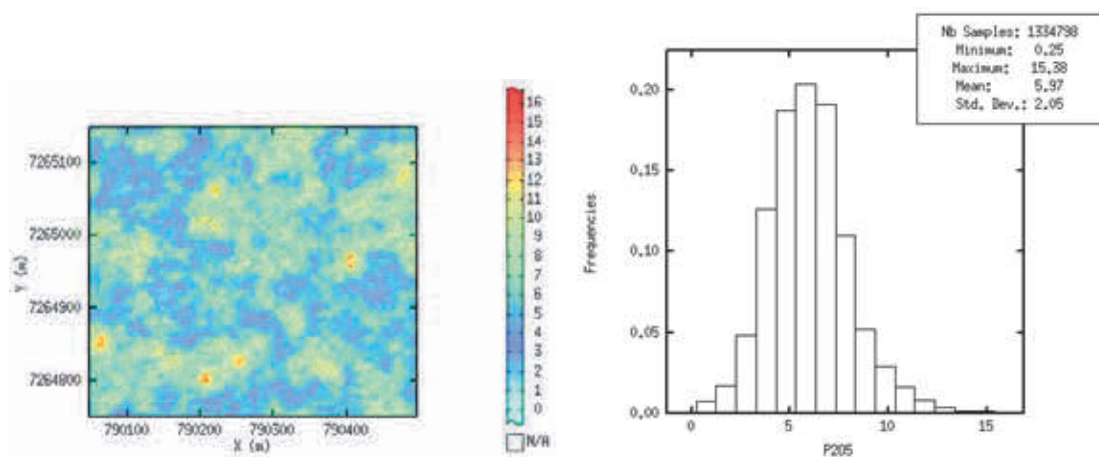 7265100
7265000
7264900
7264800
Y (m)
790100 790200 790300 790400
X (m)
16
15
14
13
12
11
10
9
8
7
6
5
4
3
2
1
0
N/A
Nb Samples: 1334798
Minimum: 0.25
Maximum: 15.38
Mean: 5.97
Std. Dev.: 2.05
0.20
0.15
0.10
0.05
0.00
Frequencies
0 5 10 15
P205